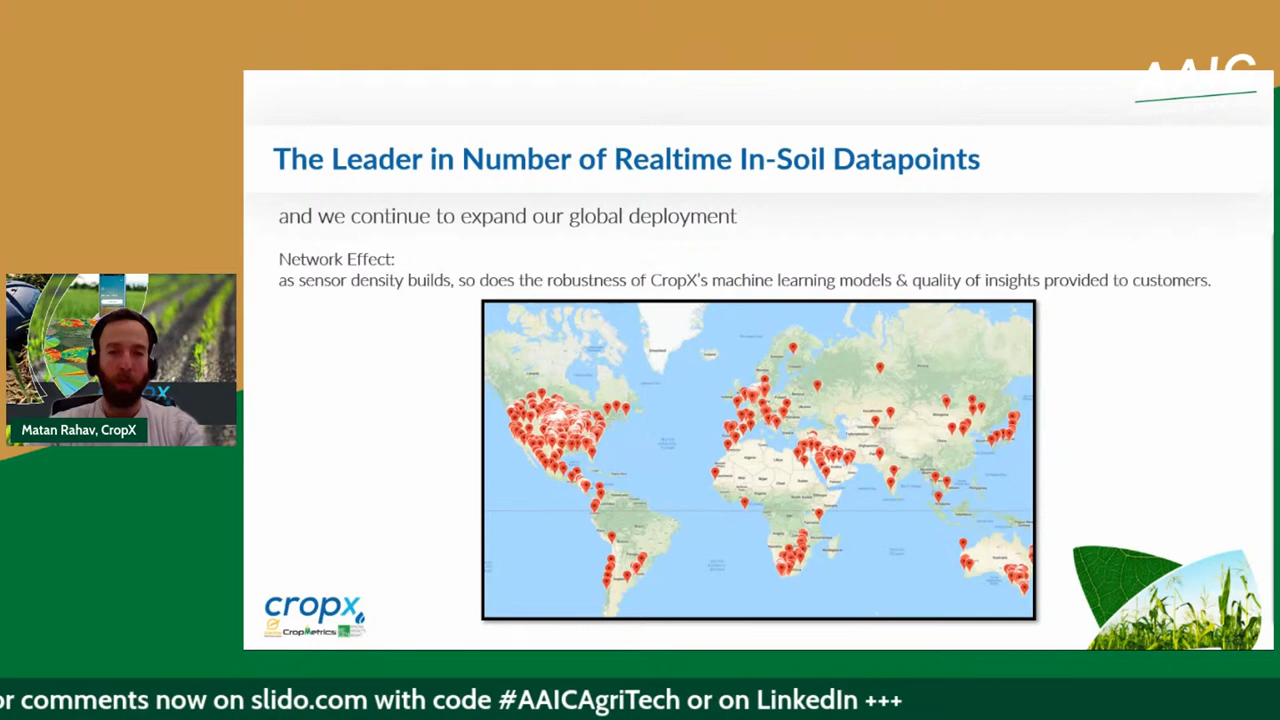 AAIC
The Leader in Number of Realtime In-Soil Datapoints
and we continue to expand our global deployment
Network Effect:
as sensor density builds, so does the robustness of CropX's machine learning models & quality of insights provided to customers.
Matan Rahav, CropX
cropx
CropMetrics
or comments now on slido.com with code #AAICAgriTech or on LinkedIn +++